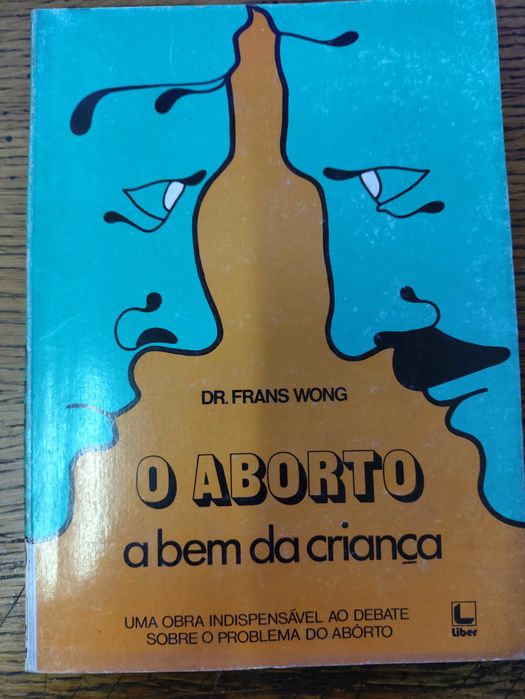 DR. FRANS WONG
O ABORTO
a bem da criança
UMA OBRA INDISPENSÁVEL AO DEBATE
SOBRE O PROBLEMA DO ABÔRTO
Liber